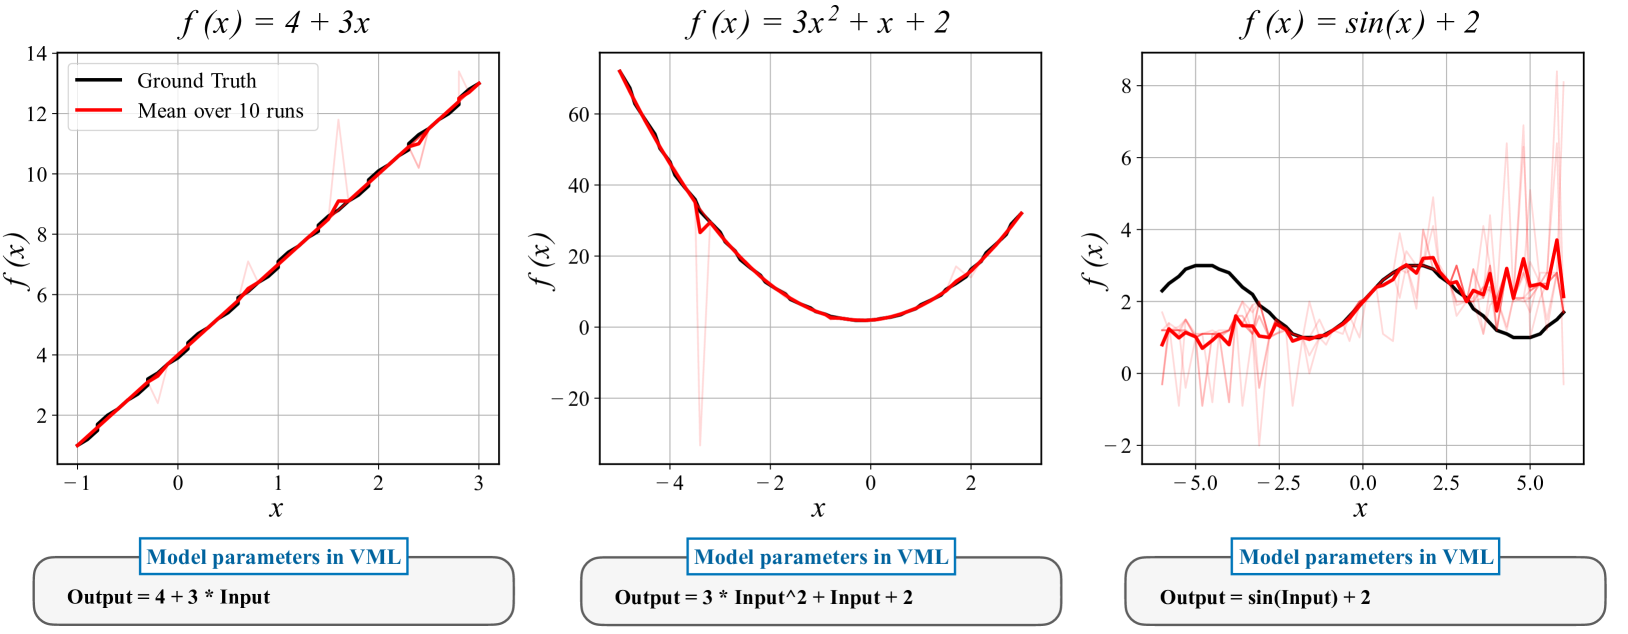 f(x) = 4 + 3x
f(x) = 3x² + x + 2
f(x) = sin(x) + 2
14
12
10
8
6
4
2
−1
0
1
2
3
f(x)
x
Ground Truth
Mean over 10 runs
60
40
20
0
−20
−4
−2
0
2
f(x)
x
8
6
4
2
0
−2
−5.0
−2.5
0.0
2.5
5.0
f(x)
x
Model parameters in VML
Output = 4 + 3 * Input
Model parameters in VML
Output = 3 * Input^2 + Input + 2
Model parameters in VML
Output = sin(Input) + 2